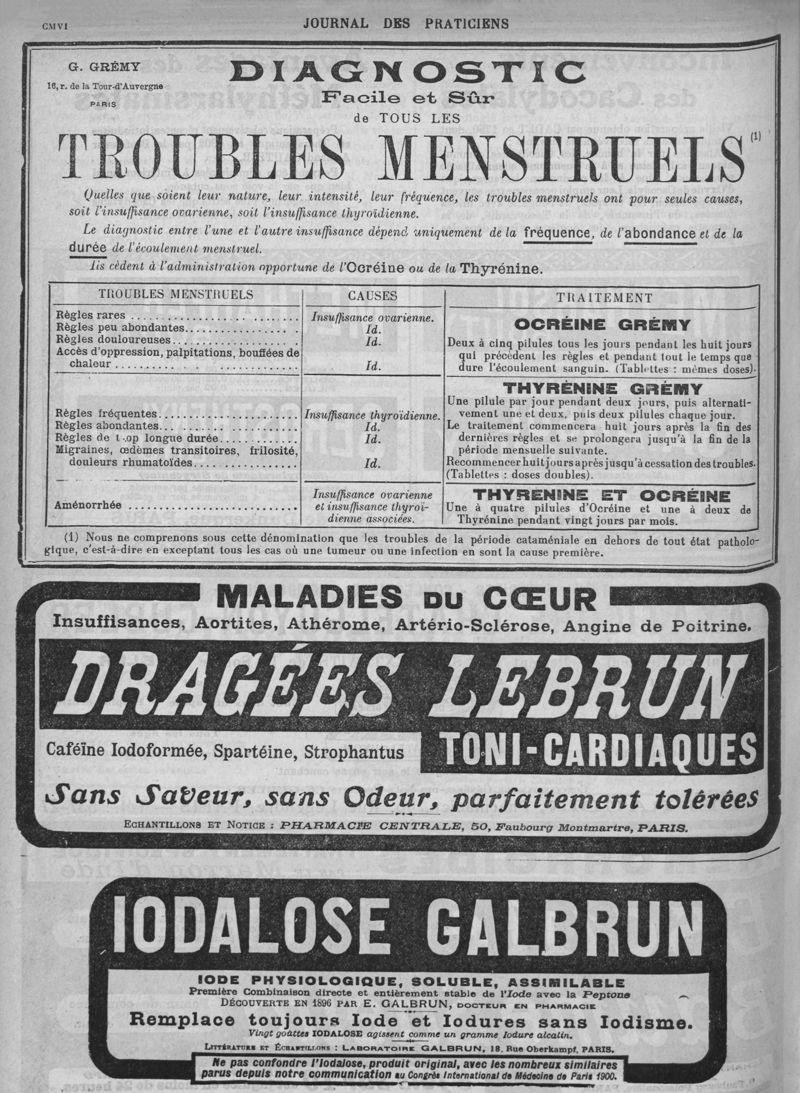 CMVI
JOURNAL DES PRATICIENS
G. GRÉMY
16, r. de la Tour-d'Auvergne
PARIS
DIAGNOSTIC
Facile et Sûr
de TOUS LES
TROUBLES MENSTRUELS (1)
Quelles que soient leur nature, leur intensité, leur fréquence, les troubles menstruels ont pour seules causes,
soit l'insuffisance ovarienne, soit l'insuffisance thyroïdienne.
Le diagnostic entre l'une et l'autre insuffisance dépend uniquement de la fréquence, de l'abondance et de la
durée de l'écoulement menstruel.
Ils cèdent à l'administration opportune de l'Ocréine ou de la Thyrénine.
TROUBLES MENSTRUELS
CAUSES
TRAITEMENT
Règles rares
Règles peu abondantes
Règles douloureuses
Accès d'oppression, palpitations, bouffées de
chaleur
Insuffisance ovarienne.
Id.
Id.
Id.
OCRÉINE GRÉMY
Deux à cinq pilules tous les jours pendant les huit jours
qui précèdent les règles et pendant tout le temps que
dure l'écoulement sanguin. (Tablettes : mêmes doses).
Règles fréquentes
Règles abondantes
Règles de trop longue durée
Migraines, œdèmes transitoires, frilosité,
douleurs rhumatoïdes
Insuffisance thyroïdienne.
Id.
Id.
Id.
THYRÉNINE GRÉMY
Une pilule par jour pendant deux jours, puis alternati-
vement une et deux, puis deux pilules chaque jour.
Le traitement commencera huit jours après la fin des
dernières règles et se prolongera jusqu'à la fin de la
période mensuelle suivante.
Recommencer huit jours après jusqu'à cessation des troubles.
(Tablettes : doses doubles).
Aménorrhée
Insuffisance ovarienne
et insuffisance thyroï-
dienne associées.
THYRENINE ET OCRÉINE
Une à quatre pilules d'Ocréine et une à deux de
Thyrénine pendant vingt jours par mois.
(1) Nous ne comprenons sous cette dénomination que les troubles de la période cataméniale en dehors de tout état patholo-
gique, c'est-à-dire en exceptant tous les cas où une tumeur ou une infection en sont la cause première.
MALADIES DU CŒUR
Insuffisances, Aortites, Athérome, Artério-Sclérose, Angine de Poitrine.
DRAGÉES LEBRUN
Caféïne Iodoformée, Spartéine, Strophantus
TONI-CARDIAQUES
Sans Saveur, sans Odeur, parfaitement tolérées
ECHANTILLONS ET NOTICE : PHARMACIE CENTRALE, 50, Faubourg Montmartre, PARIS.
IODALOSE GALBRUN
IODE PHYSIOLOGIQUE, SOLUBLE, ASSIMILABLE
Première Combinaison directe et entièrement stable de l'Iode avec la Peptone
DÉCOUVERTE EN 1896 PAR E. GALBRUN, DOCTEUR EN PHARMACIE
Remplace toujours Iode et Iodures sans Iodisme.
Vingt gouttes IODALOSE agissent comme un gramme Iodure alcalin.
LITTÉRATURE ET ÉCHANTILLONS : LABORATOIRE GALBRUN, 18, Rue Oberkampf, PARIS.
Ne pas confondre l'Iodalose, produit original, avec les nombreux similaires
parus depuis notre communication au Congrès International de Médecine de Paris 1900.